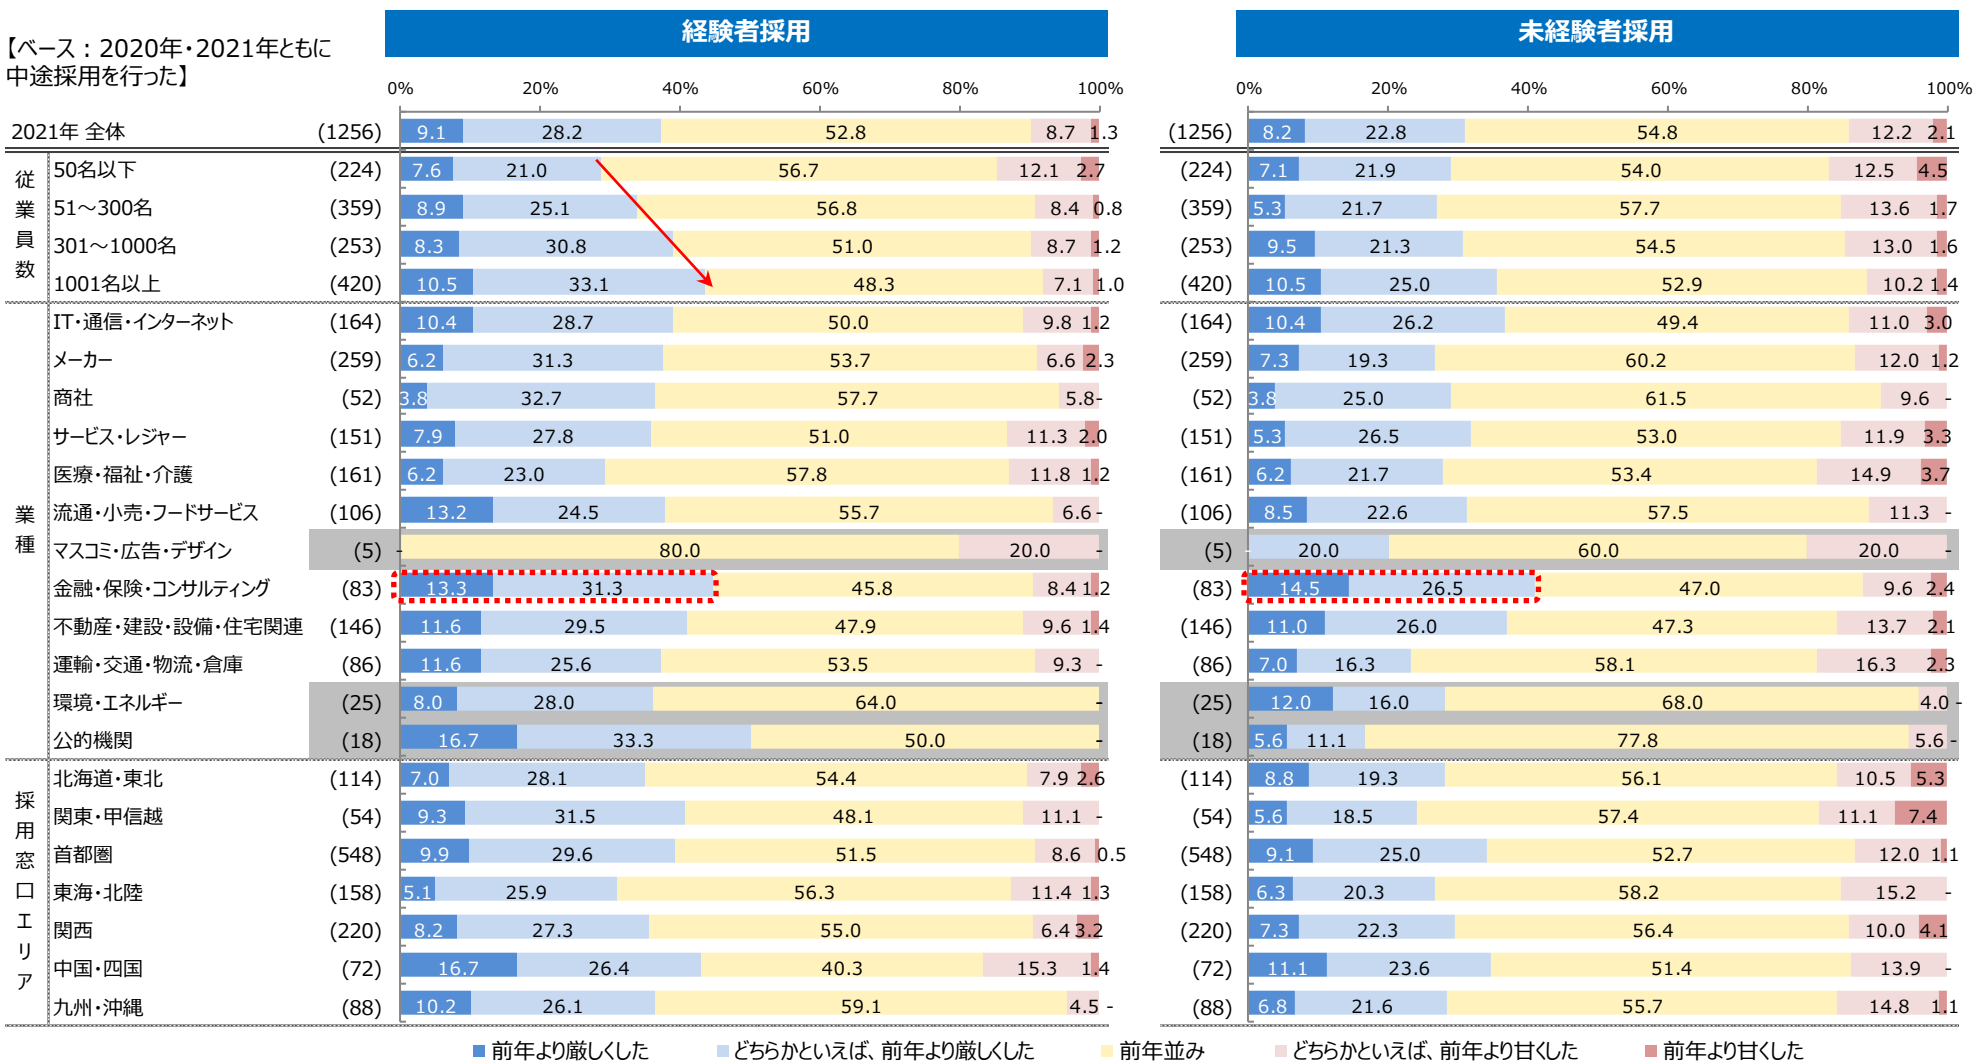 【ベース：2020年・2021年ともに
中途採用を行った】
経験者採用
未経験者採用
0% 20% 40% 60% 80% 100%
0% 20% 40% 60% 80% 100%
2021年 全体 (1256) 9.1 28.2 52.8 8.7 1.3 (1256) 8.2 22.8 54.8 12.2 2.1
従業員数
50名以下 (224) 7.6 21.0 56.7 12.1 2.7 (224) 7.1 21.9 54.0 12.5 4.5
51～300名 (359) 8.9 25.1 56.8 8.4 0.8 (359) 5.3 21.7 57.7 13.6 1.7
301～1000名 (253) 8.3 30.8 51.0 8.7 1.2 (253) 9.5 21.3 54.5 13.0 1.6
1001名以上 (420) 10.5 33.1 48.3 7.1 1.0 (420) 10.5 25.0 52.9 10.2 1.4
業種
IT・通信・インターネット (164) 10.4 28.7 50.0 9.8 1.2 (164) 10.4 26.2 49.4 11.0 3.0
メーカー (259) 6.2 31.3 53.7 6.6 2.3 (259) 7.3 19.3 60.2 12.0 1.2
商社 (52) 3.8 32.7 57.7 5.8 - (52) 3.8 25.0 61.5 9.6 -
サービス・レジャー (151) 7.9 27.8 51.0 11.3 2.0 (151) 5.3 26.5 53.0 11.9 3.3
医療・福祉・介護 (161) 6.2 23.0 57.8 11.8 1.2 (161) 6.2 21.7 53.4 14.9 3.7
流通・小売・フードサービス (106) 13.2 24.5 55.7 6.6 - (106) 8.5 22.6 57.5 11.3 -
マスコミ・広告・デザイン (5) - 80.0 20.0 - (5) - 20.0 60.0 20.0 -
金融・保険・コンサルティング (83) 13.3 31.3 45.8 8.4 1.2 (83) 14.5 26.5 47.0 9.6 2.4
不動産・建設・設備・住宅関連 (146) 11.6 29.5 47.9 9.6 1.4 (146) 11.0 26.0 47.3 13.7 2.1
運輸・交通・物流・倉庫 (86) 11.6 25.6 53.5 9.3 - (86) 7.0 16.3 58.1 16.3 2.3
環境・エネルギー (25) 8.0 28.0 64.0 - (25) 12.0 16.0 68.0 4.0 -
公的機関 (18) 16.7 33.3 50.0 - (18) 5.6 11.1 77.8 5.6 -
採用窓口エリア
北海道・東北 (114) 7.0 28.1 54.4 7.9 2.6 (114) 8.8 19.3 56.1 10.5 5.3
関東・甲信越 (54) 9.3 31.5 48.1 11.1 - (54) 5.6 18.5 57.4 11.1 7.4
首都圏 (548) 9.9 29.6 51.5 8.6 0.5 (548) 9.1 25.0 52.7 12.0 1.1
東海・北陸 (158) 5.1 25.9 56.3 11.4 1.3 (158) 6.3 20.3 58.2 15.2 -
関西 (220) 8.2 27.3 55.0 6.4 3.2 (220) 7.3 22.3 56.4 10.0 4.1
中国・四国 (72) 16.7 26.4 40.3 15.3 1.4 (72) 11.1 23.6 51.4 13.9 -
九州・沖縄 (88) 10.2 26.1 59.1 4.5 - (88) 6.8 21.6 55.7 14.8 1.1
前年より厳しくした どちらかといえば、前年より厳しくした 前年並み どちらかといえば、前年より甘くした 前年より甘くした